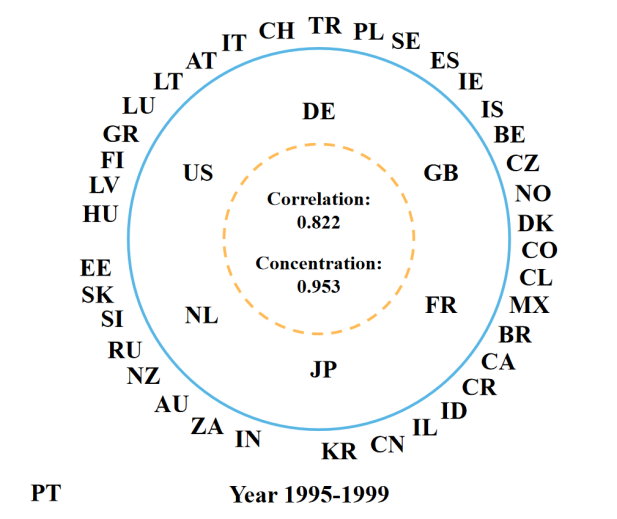 TR
CH
PL
IT
SE
AT
ES
LT
IE
LU
IS
DE
GR
BE
FI
CZ
US
GB
LV
NO
Correlation:
HU
0.822
DK
CO
Concentration:
EE
CL
0.953
SK
MX
FR
NL
SI
BR
RU
CA
JP
NZ
CR
AU
ID
ZA
IL
IN
CN
KR
PT
Year 1995-1999